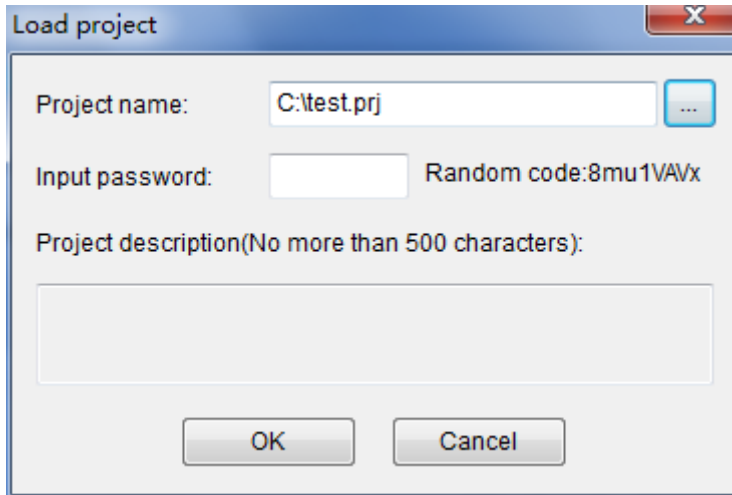 Load project
Project name: C:\test.prj ...
Input password: Random code:8mu1VAVx
Project description(No more than 500 characters):
OK Cancel